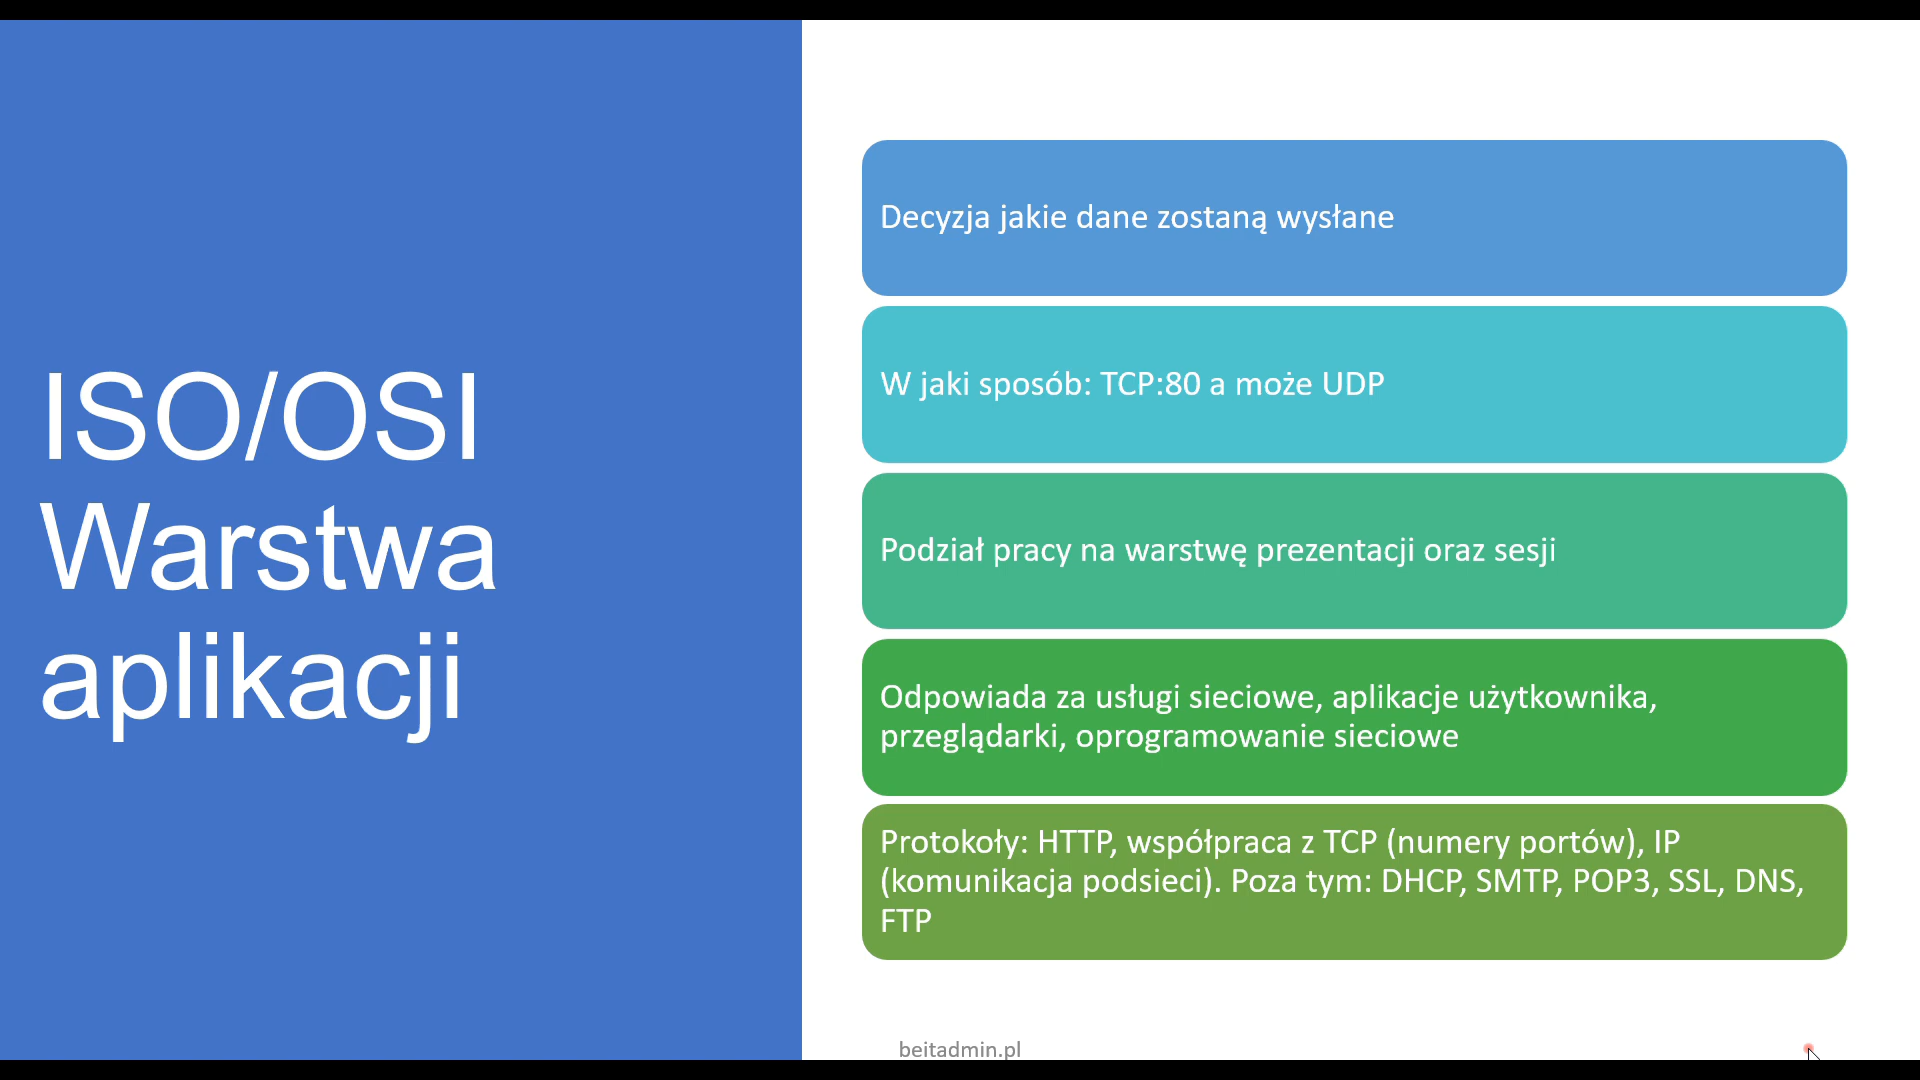 ISO/OSI
Warstwa
aplikacji
Decyzja jakie dane zostaną wysłane
W jaki sposób: TCP:80 a może UDP
Podział pracy na warstwę prezentacji oraz sesji
Odpowiada za usługi sieciowe, aplikacje użytkownika,
przeglądarki, oprogramowanie sieciowe
Protokoły: HTTP, współpraca z TCP (numery portów), IP
(komunikacja podsieci). Poza tym: DHCP, SMTP, POP3, SSL, DNS,
FTP
beitadmin.pl